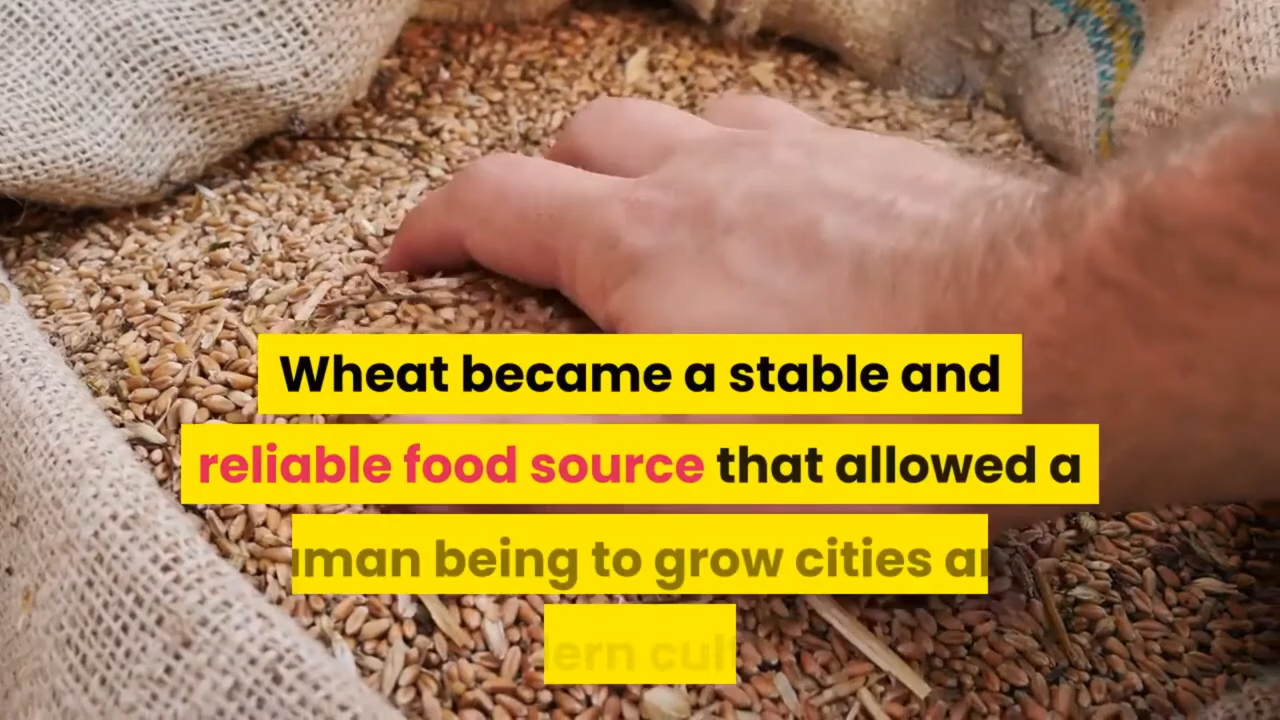 Wheat became a stable and
reliable food source that allowed a
being to grow cities